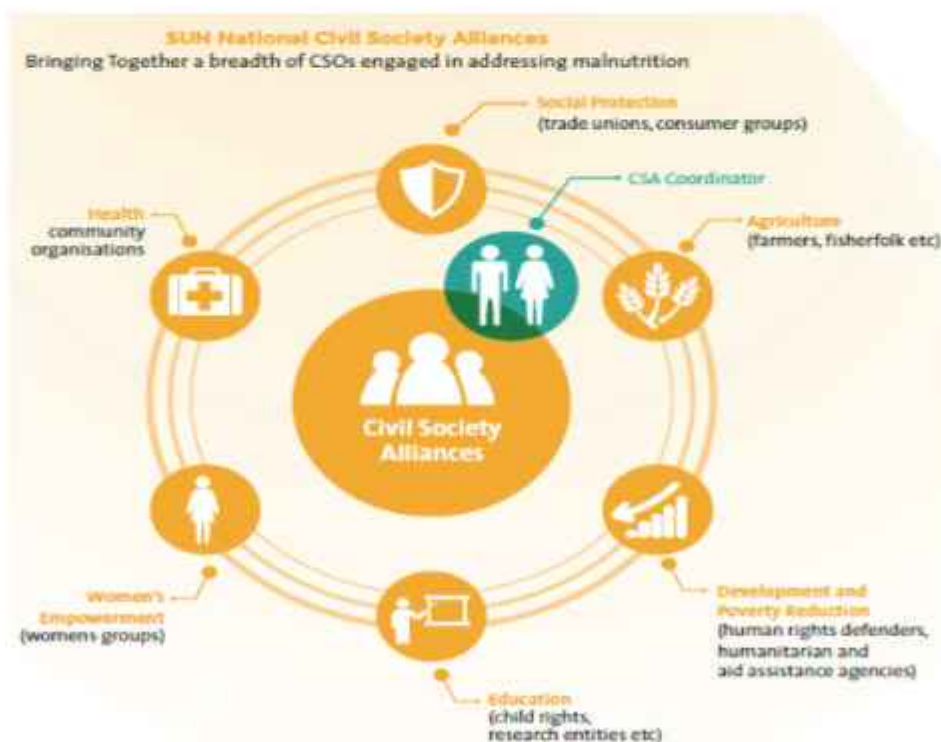 SUN National Civil Society Alliances
Bringing Together a breadth of CSOs engaged in addressing malnutrition
Social Protection
(trade unions, consumer groups)
CSA Coordinator
Health
community
organisations
Agriculture
(farmers, fisherfolk etc)
Civil Society
Alliances
Women's
Empowerment
(womens groups)
Development and
Poverty Reduction
(human rights defenders,
humanitarian and
aid assistance agencies)
Education
(child rights,
research entities etc)